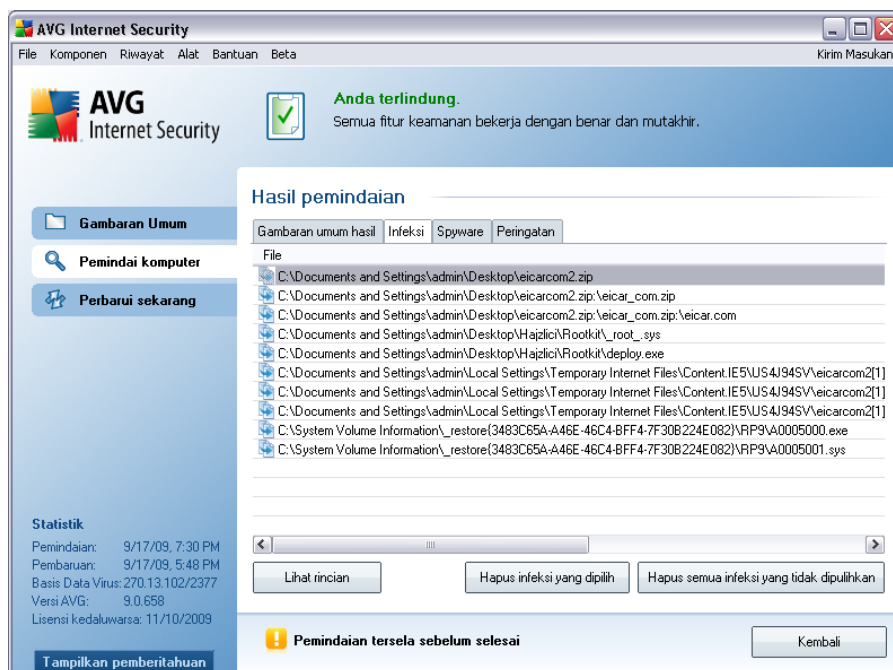 AVG Internet Security
File Komponen Riwayat Alat Bantuan Beta Kirim Masukan
AVG
Internet Security
Anda terlindung.
Semua fitur keamanan bekerja dengan benar dan mutakhir.
Gambaran Umum
Pemindai komputer
Perbarui sekarang
Hasil pemindaian
Gambaran umum hasil Infeksi Spyware Peringatan
File
C:\Documents and Settings\admin\Desktop\eicarcom2.zip
C:\Documents and Settings\admin\Desktop\eicarcom2.zip:\eicar_com.zip
C:\Documents and Settings\admin\Desktop\eicarcom2.zip:\eicar_com.zip:\eicar.com
C:\Documents and Settings\admin\Desktop\Hajzlici\Rootkit\_root_.sys
C:\Documents and Settings\admin\Desktop\Hajzlici\Rootkit\deploy.exe
C:\Documents and Settings\admin\Local Settings\Temporary Internet Files\Content.IE5\US4J94SV\eicarcom2[1]
C:\Documents and Settings\admin\Local Settings\Temporary Internet Files\Content.IE5\US4J94SV\eicarcom2[1]
C:\Documents and Settings\admin\Local Settings\Temporary Internet Files\Content.IE5\US4J94SV\eicarcom2[1]
C:\System Volume Information\_restore{3483C65A-A46E-46C4-BFF4-7F30B224E082}\RP9\A0005000.exe
C:\System Volume Information\_restore{3483C65A-A46E-46C4-BFF4-7F30B224E082}\RP9\A0005001.sys
Lihat rincian Hapus infeksi yang dipilih Hapus semua infeksi yang tidak dipulihkan
Statistik
Pemindaian: 9/17/09, 7:30 PM
Pembaruan: 9/17/09, 5:48 PM
Basis Data Virus: 270.13.102/2377
Versi AVG: 9.0.658
Lisensi kedaluwarsa: 11/10/2009
Tampilkan pemberitahuan
Pemindaian tersela sebelum selesai
Kembali